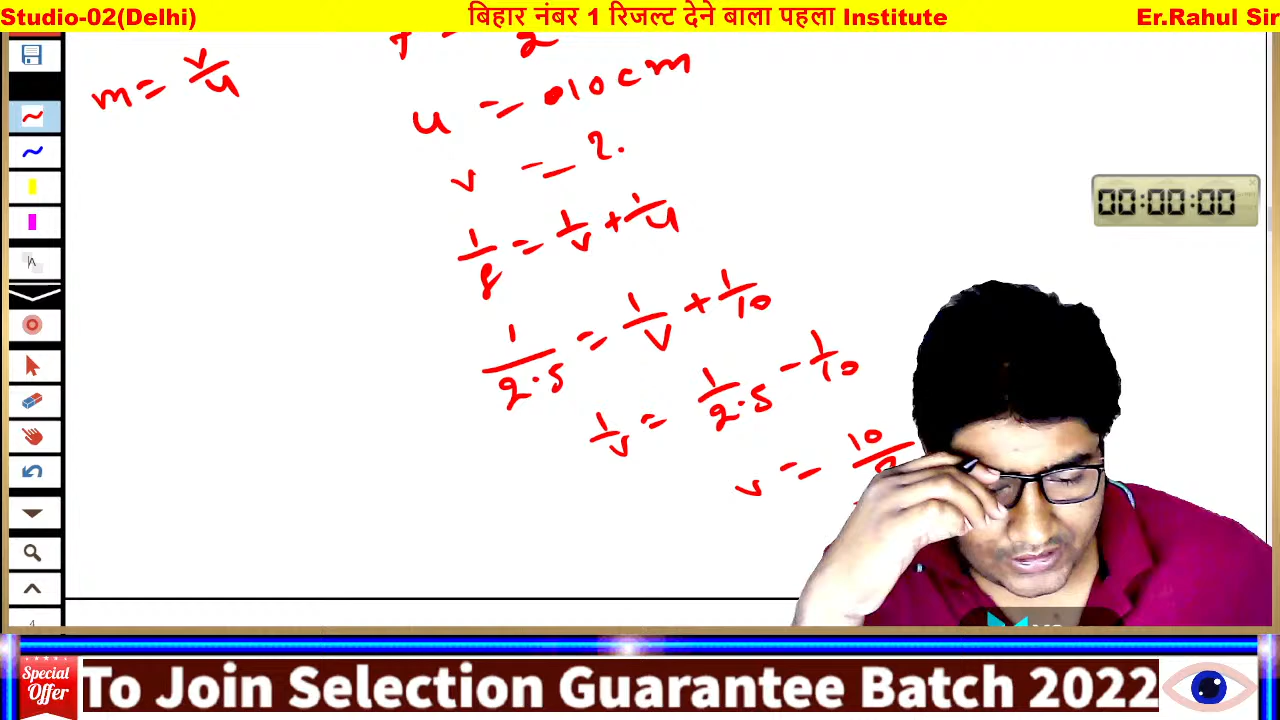 Studio-02(Delhi) बिहार नंबर 1 रिजल्ट देने बाला पहला Institute Er.Rahul Sir
m = v/u
2
u = 10cm
v = ?
1/f = 1/v + 1/u
1/2.5 = 1/v + 1/10
1/v = 1/2.5 - 1/10
v = 10/
00:00:00
Special Offer
To Join Selection Guarantee Batch 2022